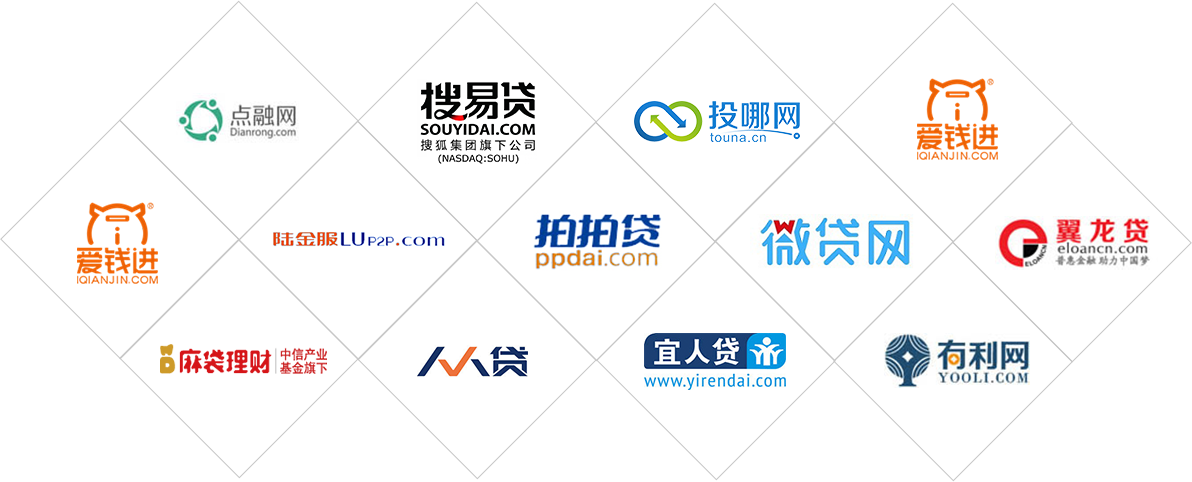 点融网
Dianrong.com
搜易贷
SOUYIDAI.COM
搜狐集团旗下公司
(NASDAQ:SOHU)
投哪网
touna.cn
爱钱进
IQIANJIN.COM
爱钱进
IQIANJIN.COM
陆金服LUP2P.com
拍拍贷
ppdai.com
微贷网
翼龙贷
eloancn.com
普惠金融 助力中国梦
ELOANCN
麻袋理财
中信产业
基金旗下
人人贷
宜人贷
www.yirendai.com
有利网
YOOLI.COM